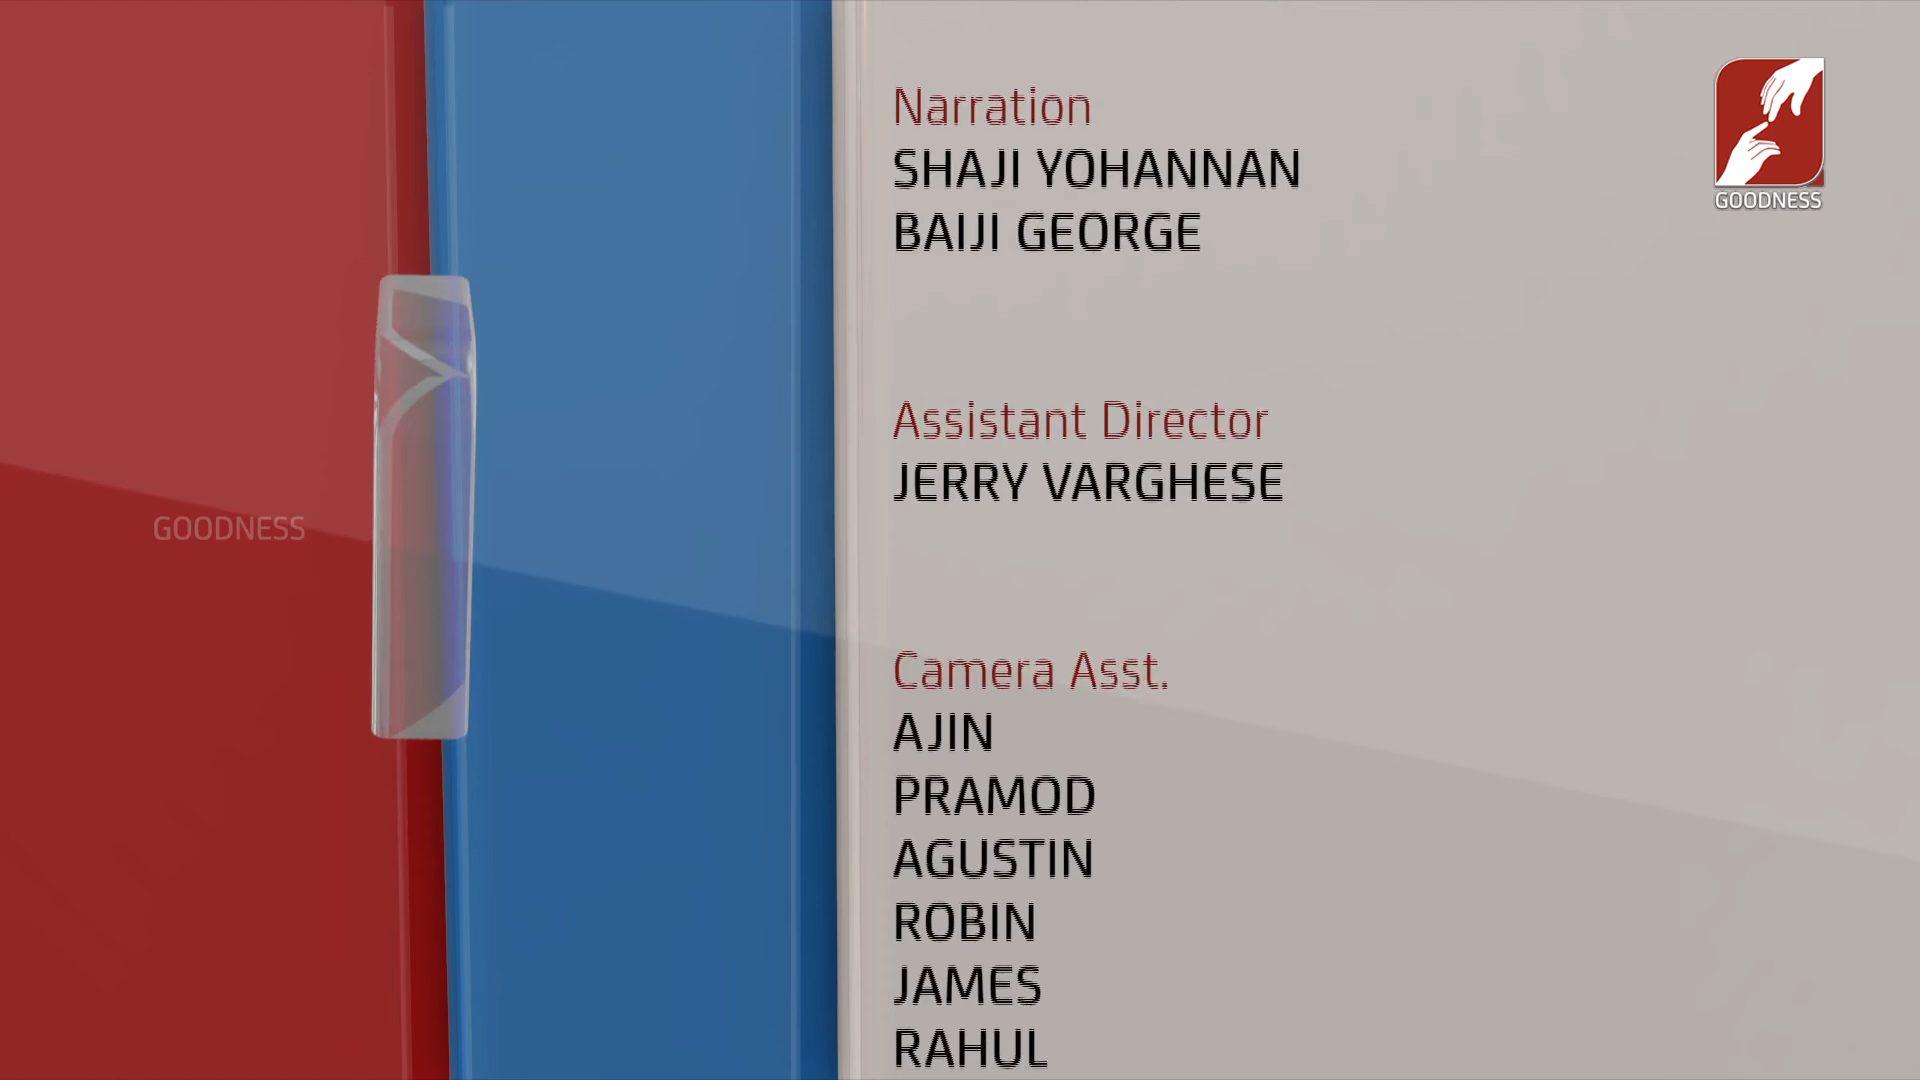 Narration
SHAJI YOHANNAN
BAIJI GEORGE
GOODNESS
Assistant Director
JERRY VARGHESE
GOODNESS
Camera Asst.
AJIN
PRAMOD
AGUSTIN
ROBIN
JAMES
RAHUL